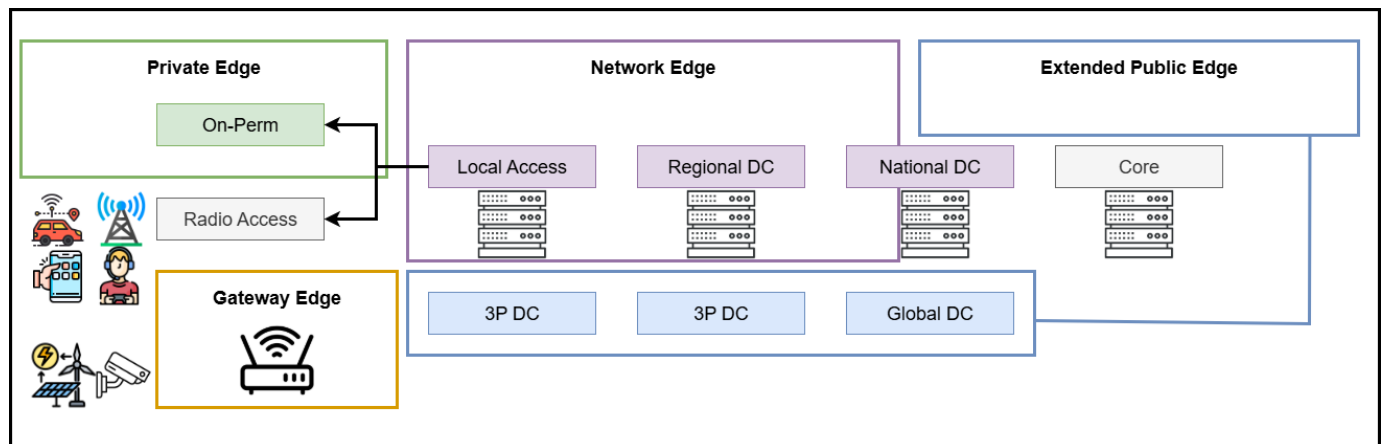 Private Edge
Network Edge
Extended Public Edge
On-Perm
Local Access
Regional DC
National DC
Core
Radio Access
Gateway Edge
3P DC
3P DC
Global DC